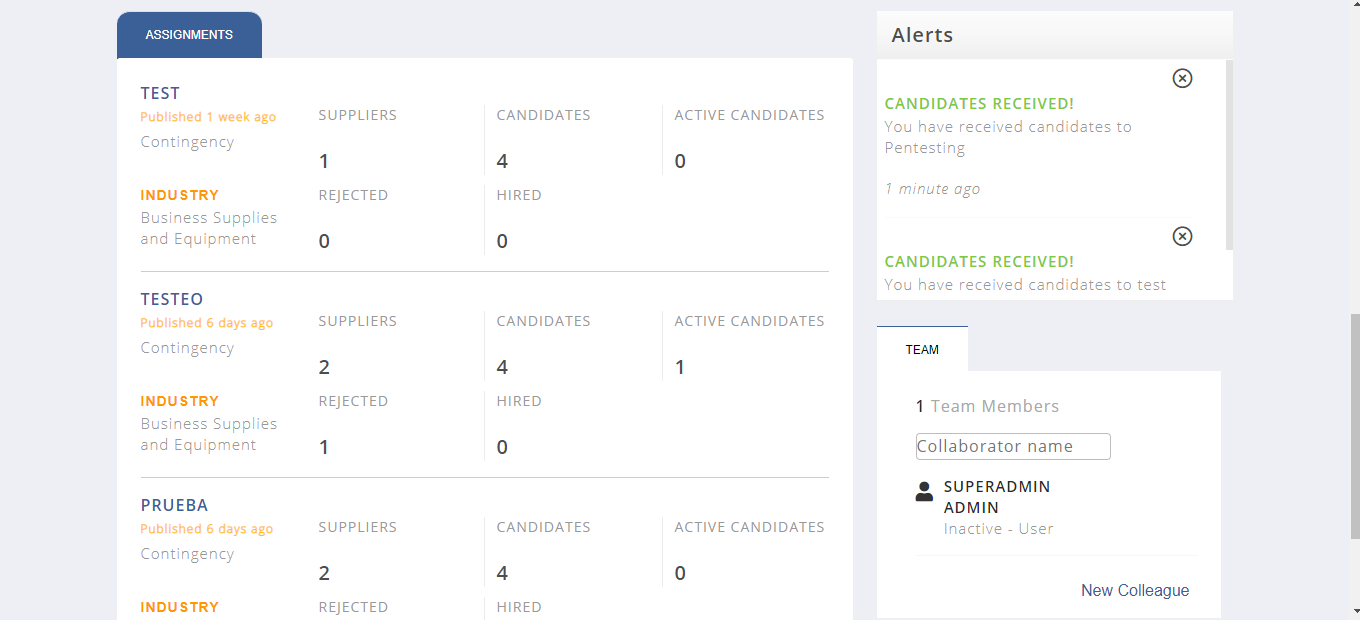 ASSIGNMENTS
TEST
Published 1 week ago
Contingency
SUPPLIERS
1
CANDIDATES
4
ACTIVE CANDIDATES
0
INDUSTRY
Business Supplies
and Equipment
REJECTED
0
HIRED
0
TESTEO
Published 6 days ago
Contingency
SUPPLIERS
2
CANDIDATES
4
ACTIVE CANDIDATES
1
INDUSTRY
Business Supplies
and Equipment
REJECTED
1
HIRED
0
PRUEBA
Published 6 days ago
Contingency
SUPPLIERS
2
CANDIDATES
4
ACTIVE CANDIDATES
0
INDUSTRY
REJECTED
HIRED
Alerts
CANDIDATES RECEIVED!
You have received candidates to
Pentesting
1 minute ago
CANDIDATES RECEIVED!
You have received candidates to test
TEAM
1 Team Members
Collaborator name
SUPERADMIN
ADMIN
Inactive - User
New Colleague